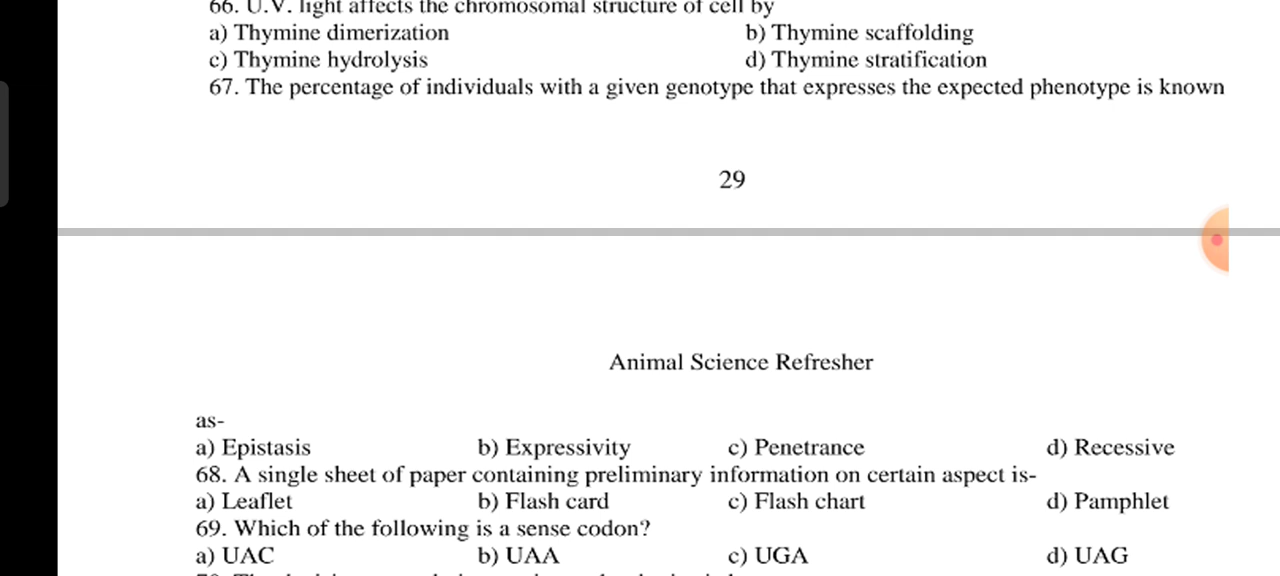 66. U.V. light affects the chromosomal structure of cell by
a) Thymine dimerization b) Thymine scaffolding
c) Thymine hydrolysis d) Thymine stratification
67. The percentage of individuals with a given genotype that expresses the expected phenotype is known
29
Animal Science Refresher
as-
a) Epistasis b) Expressivity c) Penetrance d) Recessive
68. A single sheet of paper containing preliminary information on certain aspect is-
a) Leaflet b) Flash card c) Flash chart d) Pamphlet
69. Which of the following is a sense codon?
a) UAC b) UAA c) UGA d) UAG